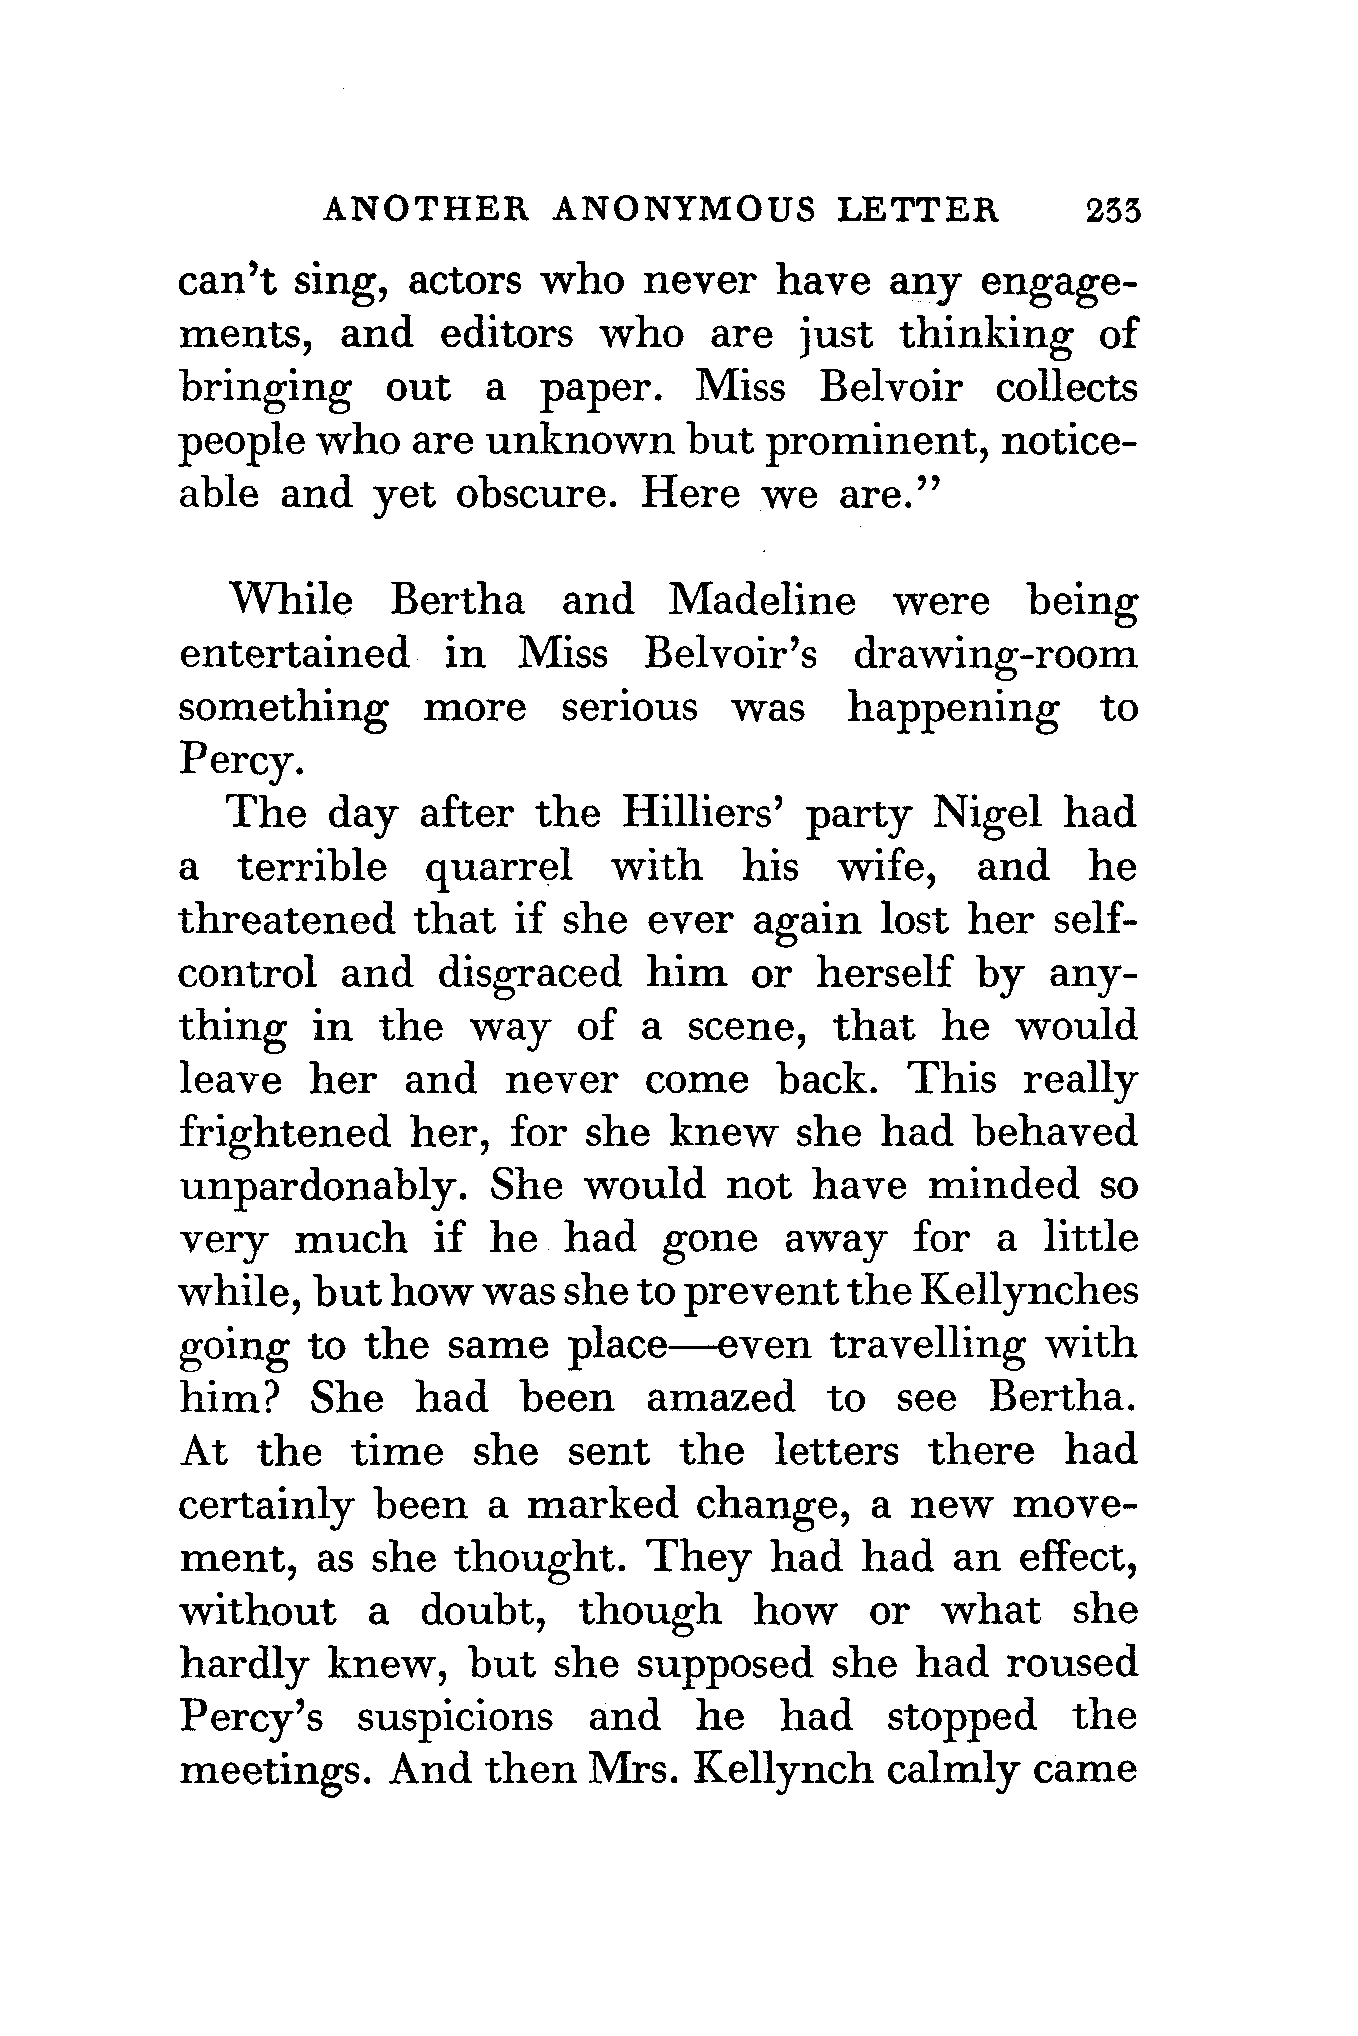 ANOTHER ANONYMOUS LETTER 233
can't sing, actors who never have any engage-
ments, and editors who are just thinking of
bringing out a paper. Miss Belvoir collects
people who are unknown but prominent, notice-
able and yet obscure. Here we are."
While Bertha and Madeline were being
entertained in Miss Belvoir's drawing-room
something more serious was happening to
Percy.
The day after the Hilliers' party Nigel had
a terrible quarrel with his wife, and he
threatened that if she ever again lost her self-
control and disgraced him or herself by any-
thing in the way of a scene, that he would
leave her and never come back. This really
frightened her, for she knew she had behaved
unpardonably. She would not have minded so
very much if he had gone away for a little
while, but how was she to prevent the Kellynches
going to the same place—even travelling with
him? She had been amazed to see Bertha.
At the time she sent the letters there had
certainly been a marked change, a new move-
ment, as she thought. They had had an effect,
without a doubt, though how or what she
hardly knew, but she supposed she had roused
Percy's suspicions and he had stopped the
meetings. And then Mrs. Kellynch calmly came